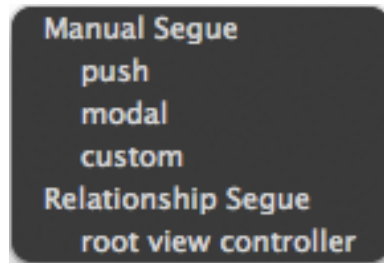 Manual Segue
push
modal
custom
Relationship Segue
root view controller